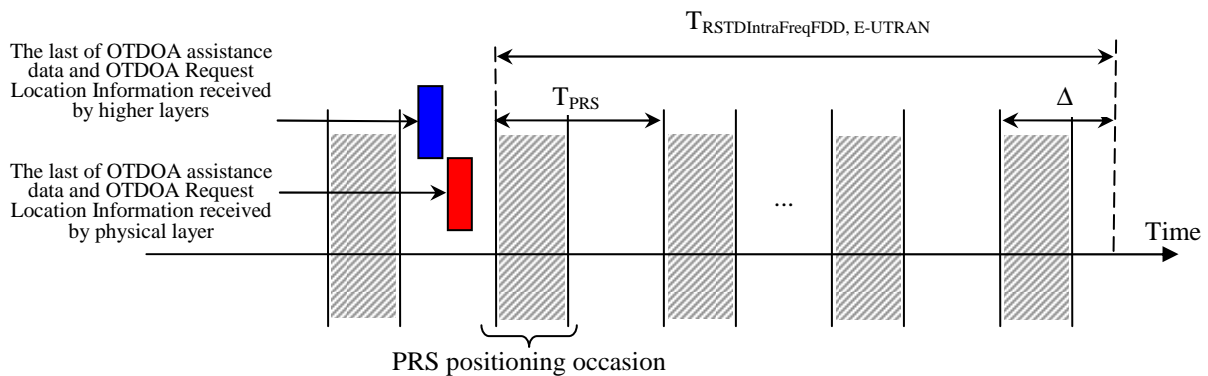 T_RSTDIntraFreqFDD, E-UTRAN
The last of OTDOA assistance
data and OTDOA Request
Location Information received
by higher layers
T_PRS
Δ
The last of OTDOA assistance
data and OTDOA Request
Location Information received
by physical layer
...
Time
PRS positioning occasion